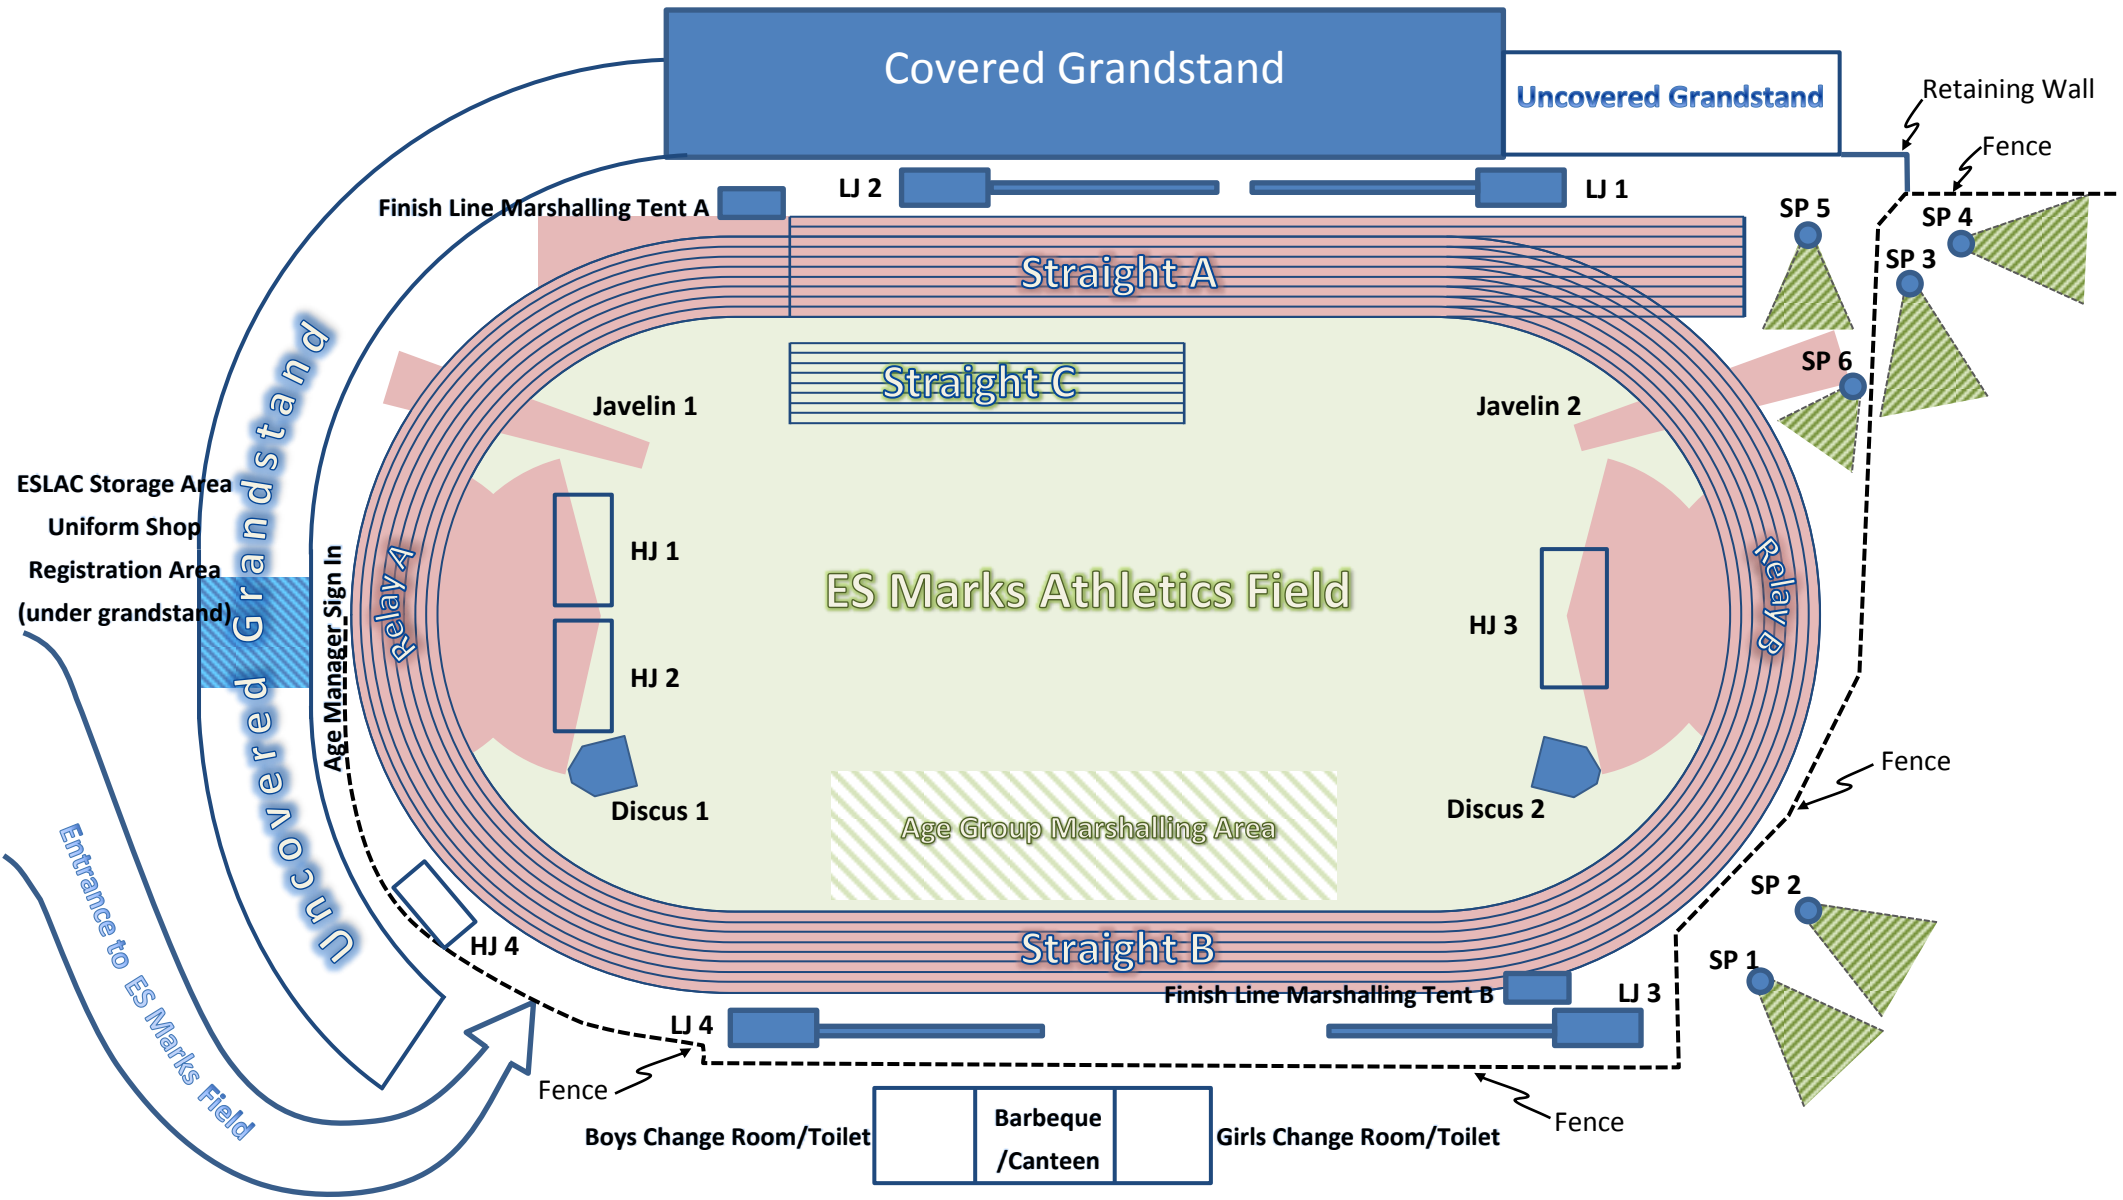 Covered Grandstand
Uncovered Grandstand
Retaining Wall
Fence
LJ 2
LJ 1
Finish Line Marshalling Tent A
SP 5
SP 4
SP 3
Straight A
Straight C
SP 6
Javelin 1
Javelin 2
Uncovered Grandstand
ESLAC Storage Area
Uniform Shop
Registration Area
(under grandstand)
Age Manager Sign In
Relay A
HJ 1
HJ 2
ES Marks Athletics Field
HJ 3
Relay B
Discus 1
Discus 2
Age Group Marshalling Area
Fence
SP 2
SP 1
HJ 4
Straight B
Finish Line Marshalling Tent B
LJ 3
LJ 4
Entrance to ES Marks Field
Fence
Fence
Boys Change Room/Toilet
Barbeque
/Canteen
Girls Change Room/Toilet